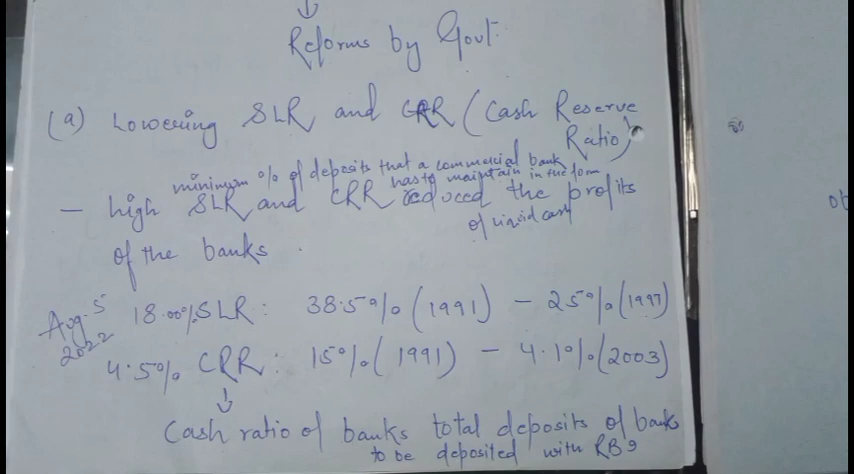 ↓
Reforms by Govt.
(a) Lowering SLR and CRR (Cash Reserve
Ratio)
minimum % of deposits that a commercial bank
has to maintain in the form
of liquid cash
- high SLR and CRR reduced the profits
of the banks.
Aug. 5
2022
18.00% SLR: 38.5% (1991) - 25% (1997)
4.5% CRR: 15% (1991) - 4.1% (2003)
↓
Cash ratio of banks total deposits of banks
to be deposited with RBI